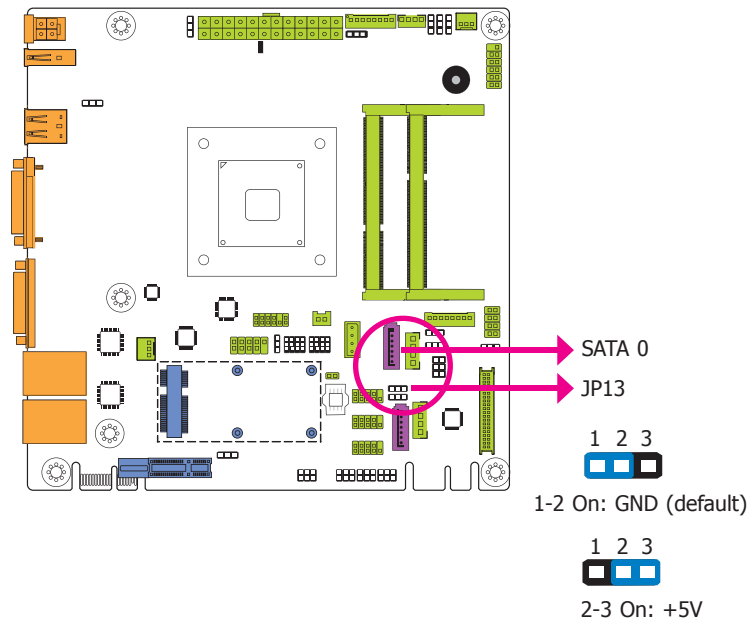 SATA 0
JP13
1 2 3
1-2 On: GND (default)
1 2 3
2-3 On: +5V